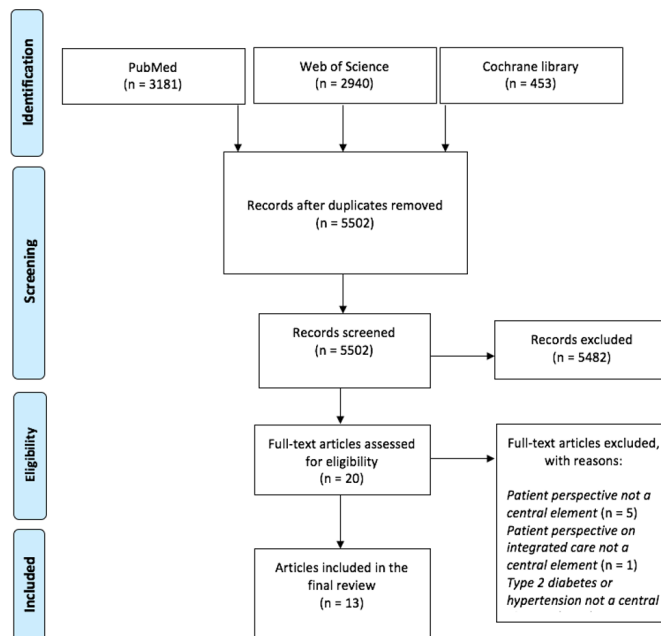 Identification
PubMed
(n = 3181)
Web of Science
(n = 2940)
Cochrane library
(n = 453)
Screening
Records after duplicates removed
(n = 5502)
Records screened
(n = 5502)
Records excluded
(n = 5482)
Eligibility
Full-text articles assessed
for eligibility
(n = 20)
Full-text articles excluded,
with reasons:
Patient perspective not a
central element (n = 5)
Patient perspective on
integrated care not a
central element (n = 1)
Type 2 diabetes or
hypertension not a central
Included
Articles included in the
final review
(n = 13)